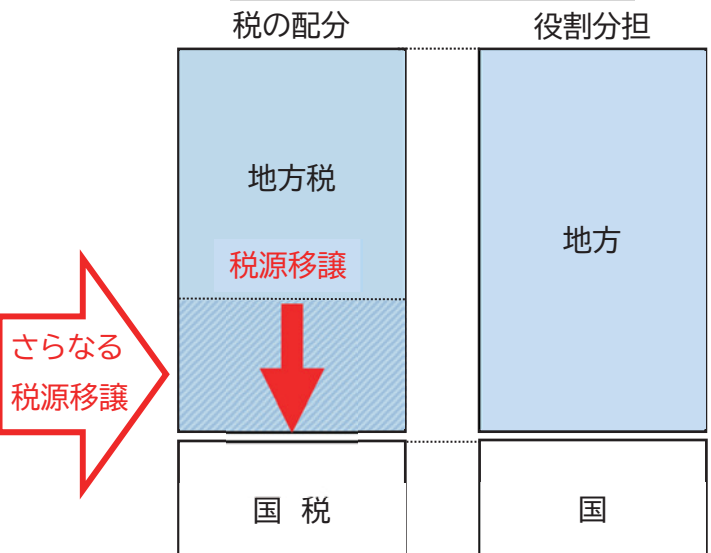 税の配分
役割分担
地方税
税源移譲
地方
さらなる
税源移譲
国 税
国